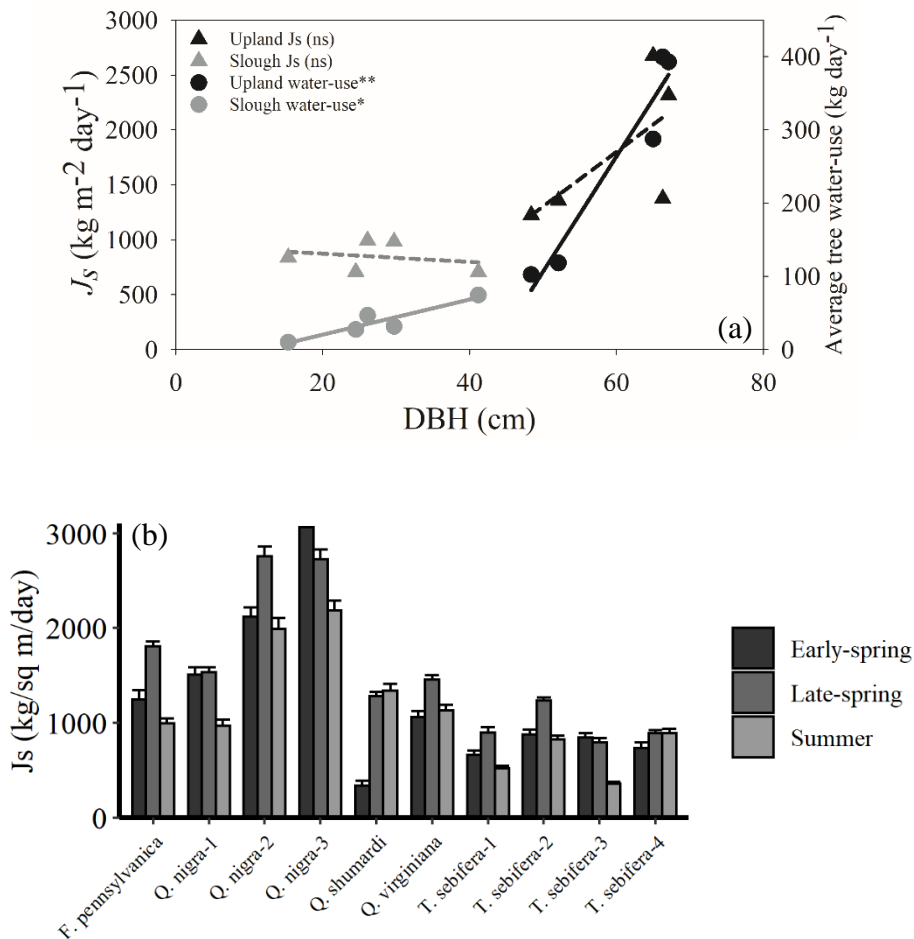 3000
2500
2000
1500
1000
500
0
Js (kg m-2 day-1)
Upland Js (ns)
Slough Js (ns)
Upland water-use**
Slough water-use*
400
300
200
100
0
Average tree water-use (kg day-1)
(a)
0 20 40 60 80
DBH (cm)
(b)
3000
2000
1000
0
Js (kg/sq m/day)
Early-spring
Late-spring
Summer
F. pennsylvanica
Q. nigra-1
Q. nigra-2
Q. nigra-3
Q. shumardi
Q. virginiana
T. sebifera-1
T. sebifera-2
T. sebifera-3
T. sebifera-4